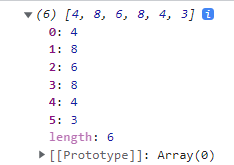 ▼ (6) [4, 8, 6, 8, 4, 3] i
0: 4
1: 8
2: 6
3: 8
4: 4
5: 3
length: 6
▶ [[Prototype]]: Array(0)